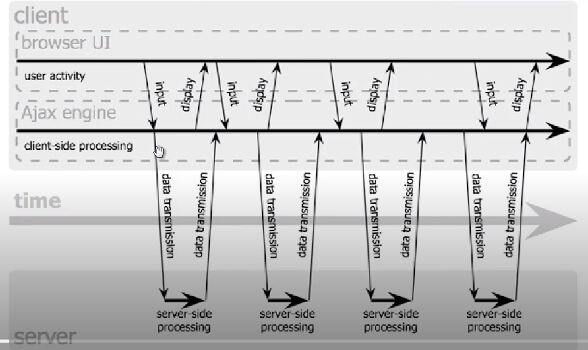 client
browser UI
user activity
input
display
input
display
input
display
input
display
Ajax engine
client-side processing
data transmission
data transmission
data transmission
data transmission
data transmission
data transmission
data transmission
data transmission
time
server-side
processing
server-side
processing
server-side
processing
server-side
processing
server